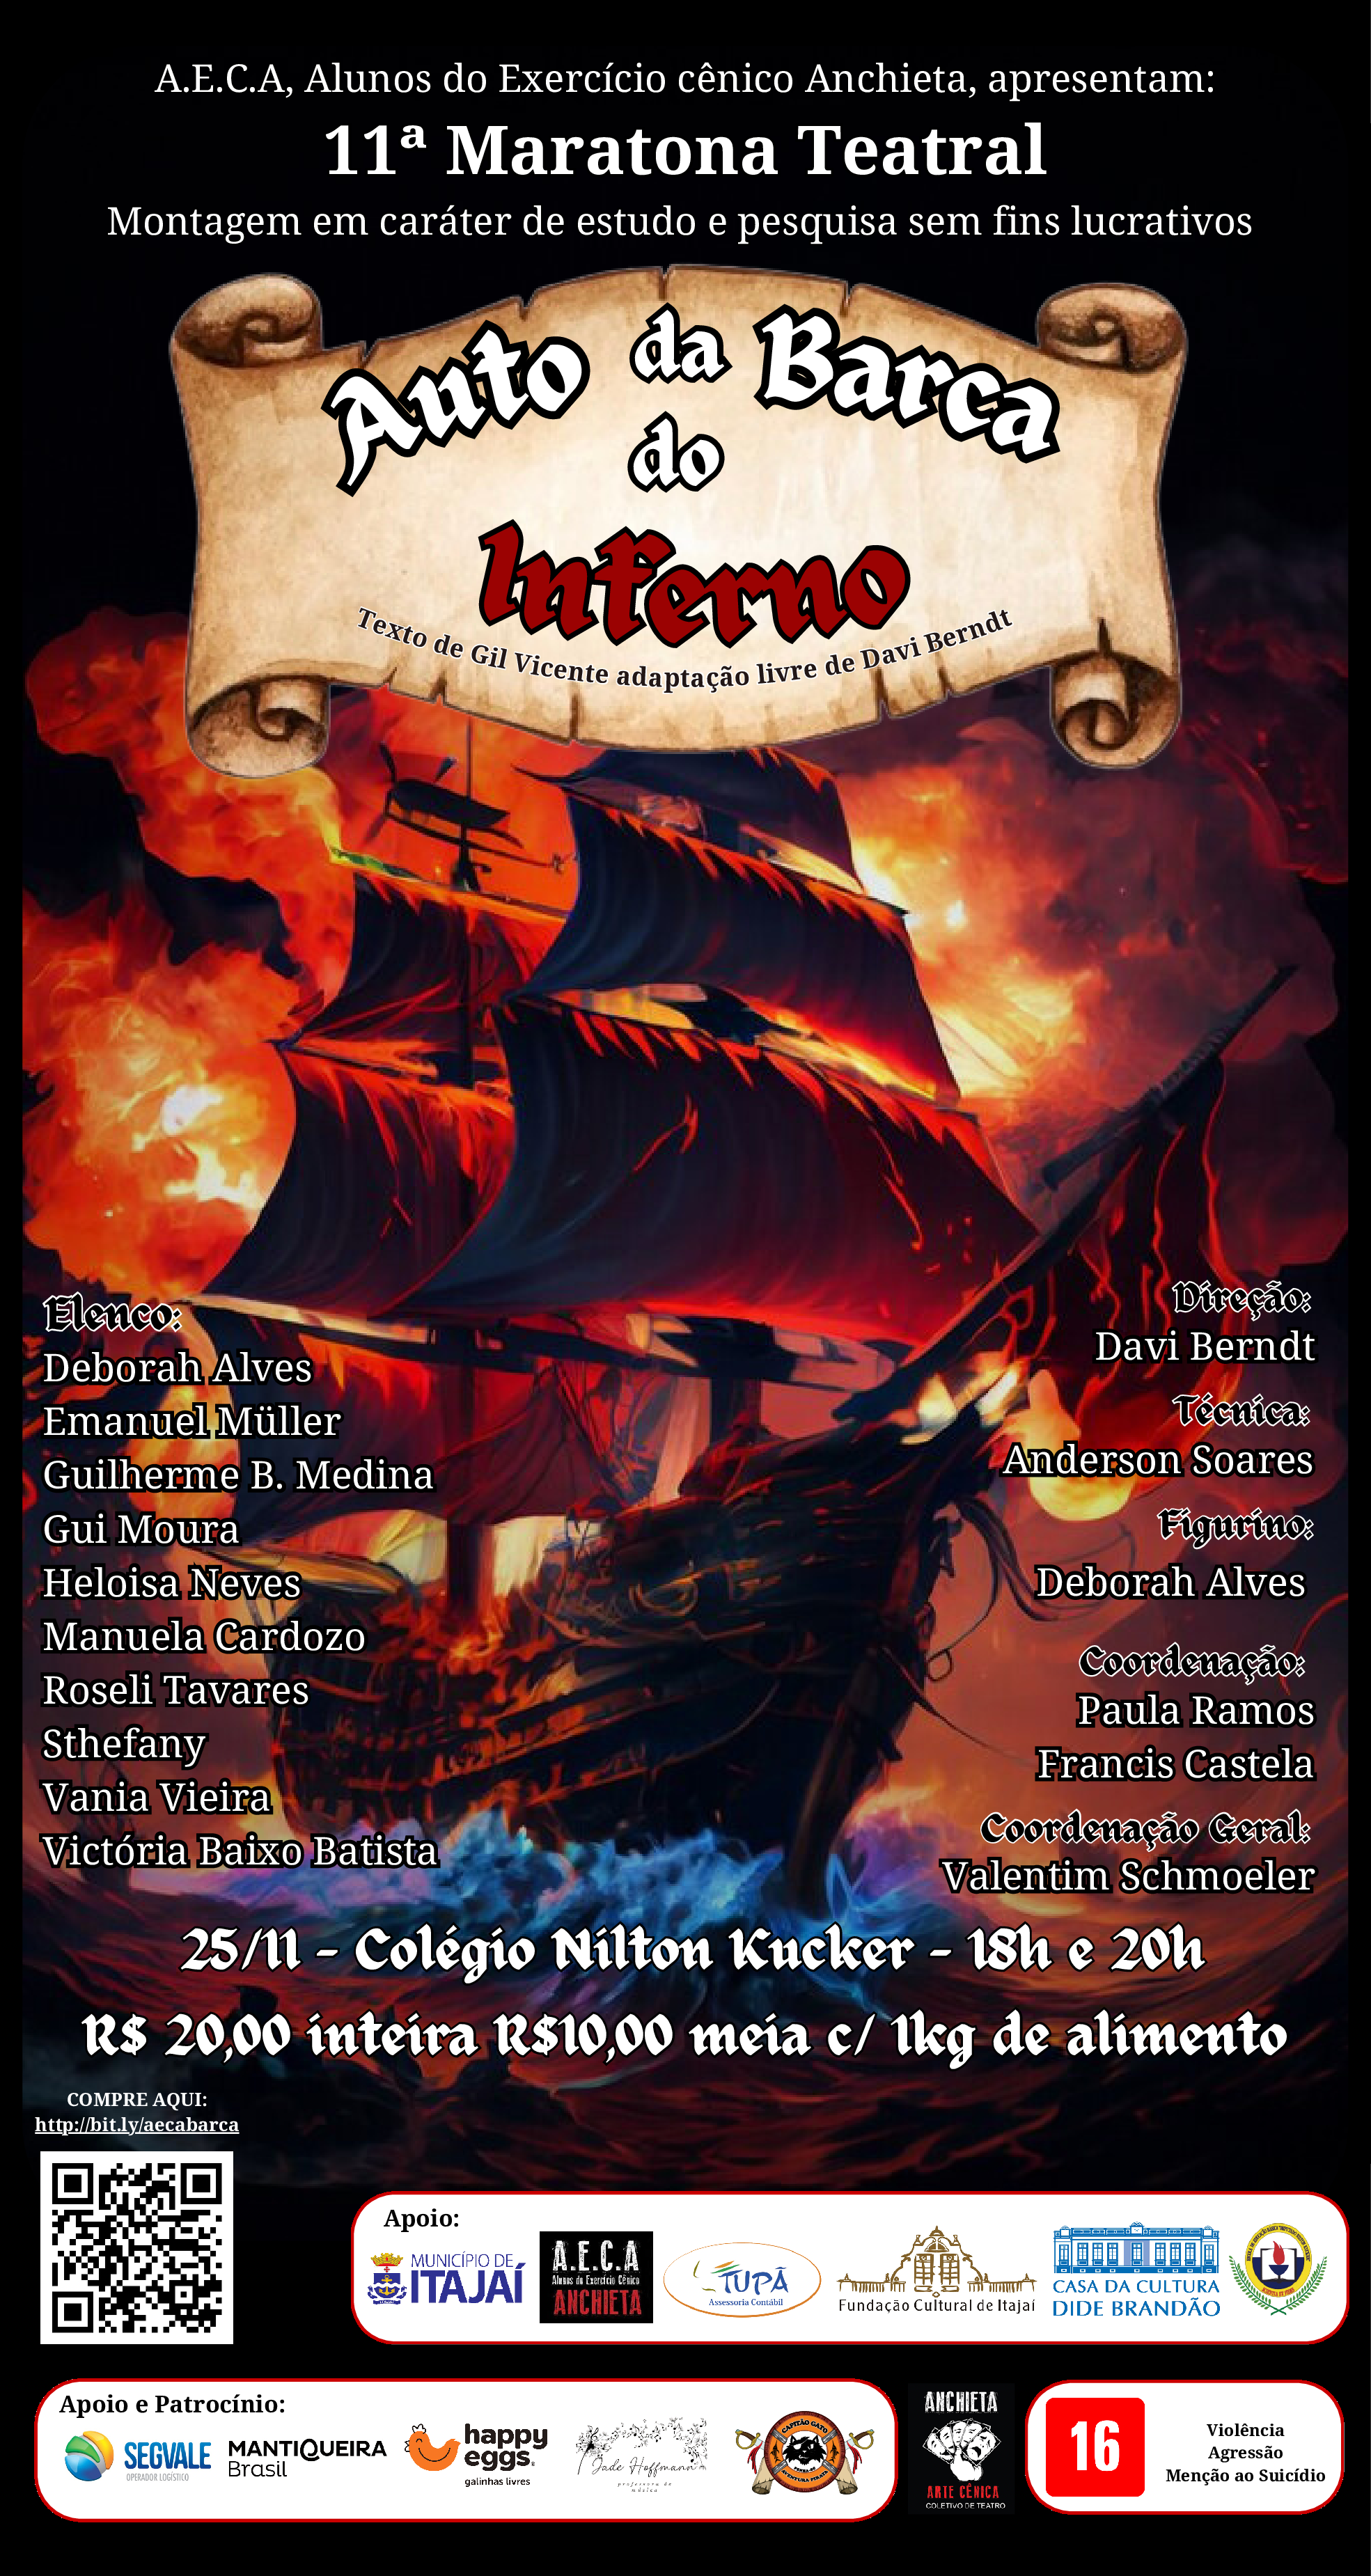 A.E.C.A, Alunos do Exercício cênico Anchieta, apresentam:
11ª Maratona Teatral
Montagem em caráter de estudo e pesquisa sem fins lucrativos
Auto da Barca
do
Inferno
Texto de Gil Vicente adaptação livre de Davi Berndt
Elenco:
Deborah Alves
Emanuel Müller
Guilherme B. Medina
Gui Moura
Heloisa Neves
Manuela Cardozo
Roseli Tavares
Sthefany
Vania Vieira
Victória Baixo Batista
Direção:
Davi Berndt
Técnica:
Anderson Soares
Figurino:
Deborah Alves
Coordenação:
Paula Ramos
Francis Castela
Coordenação Geral:
Valentim Schmoeler
25/11 - Colégio Nilton Kucker - 18h e 20h
R$ 20,00 inteira R$10,00 meia c/ 1kg de alimento
COMPRE AQUI:
http://bit.ly/aecabarca
Apoio:
MUNICÍPIO DE
ITAJAÍ
A.E.C.A
Alunos do Exercício Cênico
ANCHIETA
TUPÃ
Assessoria Contábil
Fundação Cultural de Itajaí
CASA DA CULTURA
DIDE BRANDÃO
Apoio e Patrocínio:
SEGVALE
OPERADOR LOGÍSTICO
MANTIQUEIRA
Brasil
happy
eggs
galinhas livres
Jade Hoffmann
professora de
música
CAPITÃO GATO
AVENTURA PIRATA
ANCHIETA
ARTE CÊNICA
COLETIVO DE TEATRO
16
Violência
Agressão
Menção ao Suicídio